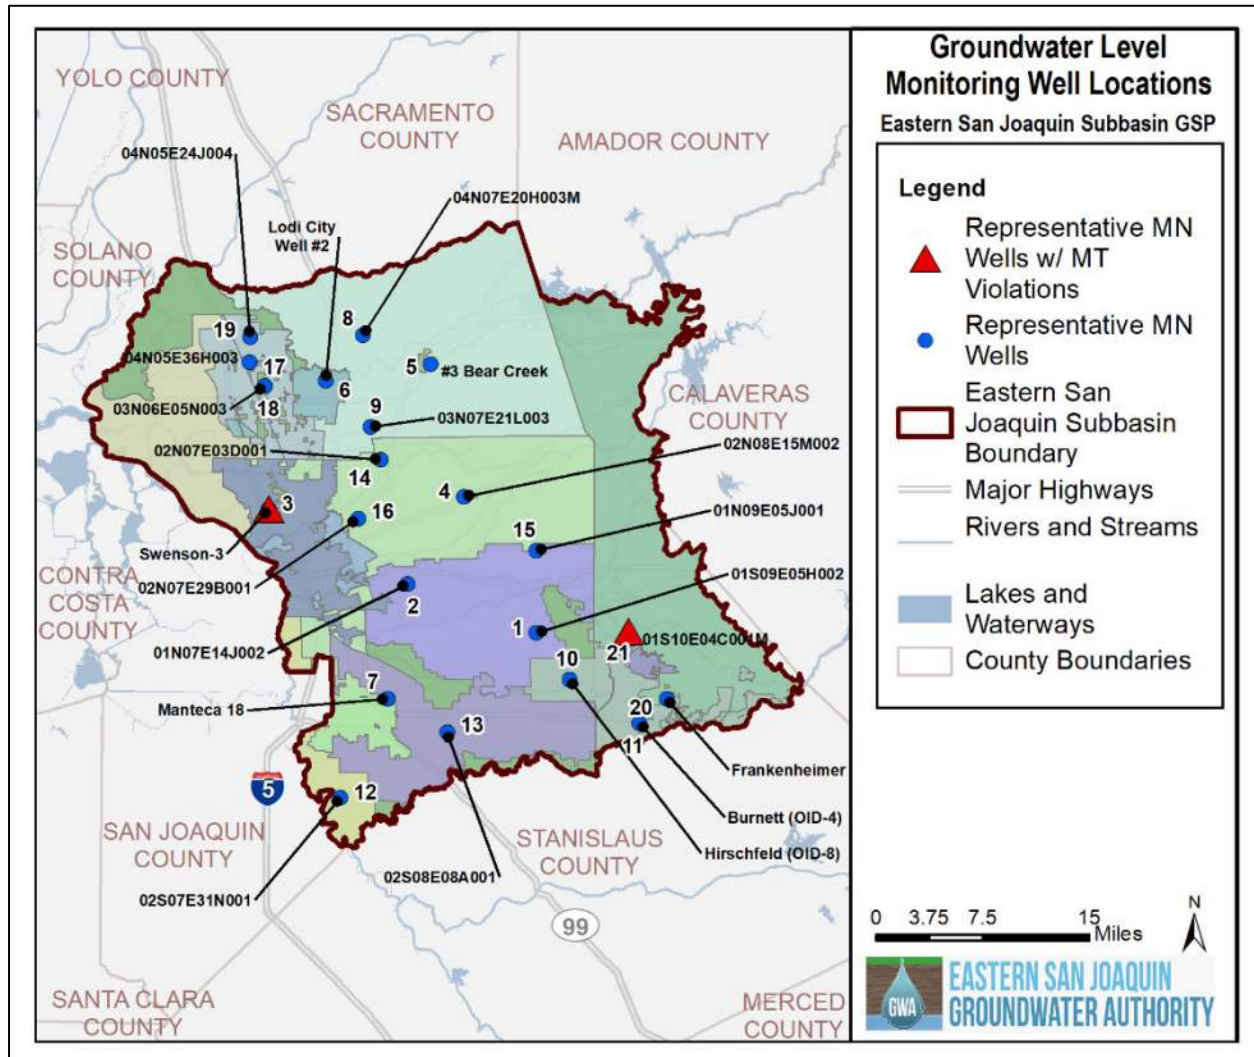 Groundwater Level
Monitoring Well Locations
Eastern San Joaquin Subbasin GSP
Legend
Representative MN
Wells w/ MT
Violations
Representative MN
Wells
Eastern San
Joaquin Subbasin
Boundary
Major Highways
Rivers and Streams
Lakes and
Waterways
County Boundaries
N
0 3.75 7.5 15
Miles
GWA
EASTERN SAN JOAQUIN
GROUNDWATER AUTHORITY
YOLO COUNTY
SACRAMENTO
COUNTY
AMADOR COUNTY
04N05E24J004
04N07E20H003M
Lodi City
Well #2
SOLANO
COUNTY
19
8
04N05E36H003
17
5
#3 Bear Creek
6
CALAVERAS
COUNTY
03N06E05N003
18
9
03N07E21L003
02N08E15M002
02N07E03D001
14
4
3
16
15
01N09E05J001
Swenson-3
CONTRA
COSTA
COUNTY
02N07E29B001
2
01S09E05H002
1
01S10E04C001M
21
01N07E14J002
10
7
Manteca 18
13
20
11
Frankenheimer
5
12
Burnett (OID-4)
SAN JOAQUIN
COUNTY
STANISLAUS
COUNTY
Hirschfeld (OID-8)
02S08E08A001
02S07E31N001
99
SANTA CLARA
COUNTY
MERCED
COUNTY